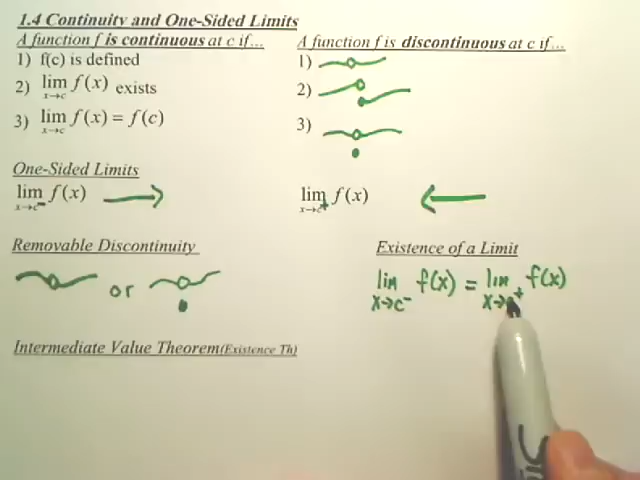 1.4 Continuity and One-Sided Limits
A function f is continuous at c if…
A function f is discontinuous at c if…
1) f(c) is defined
1)
2) lim x→c f(x) exists
2)
3) lim x→c f(x) = f(c)
3)
One-Sided Limits
lim x→c⁻ f(x)
lim x→c⁺ f(x)
Removable Discontinuity
Existence of a Limit
or
lim x→c⁻ f(x) = lim x→c⁺ f(x)
Intermediate Value Theorem(Existence Th)